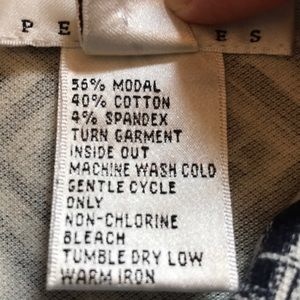 P E
E S
56% MODAL
40% COTTON
4% SPANDEX
TURN GARMENT
INSIDE OUT
MACHINE WASH COLD
GENTLE CYCLE
ONLY
NON-CHLORINE
BLEACH
TUMBLE DRY LOW
WARM IRON